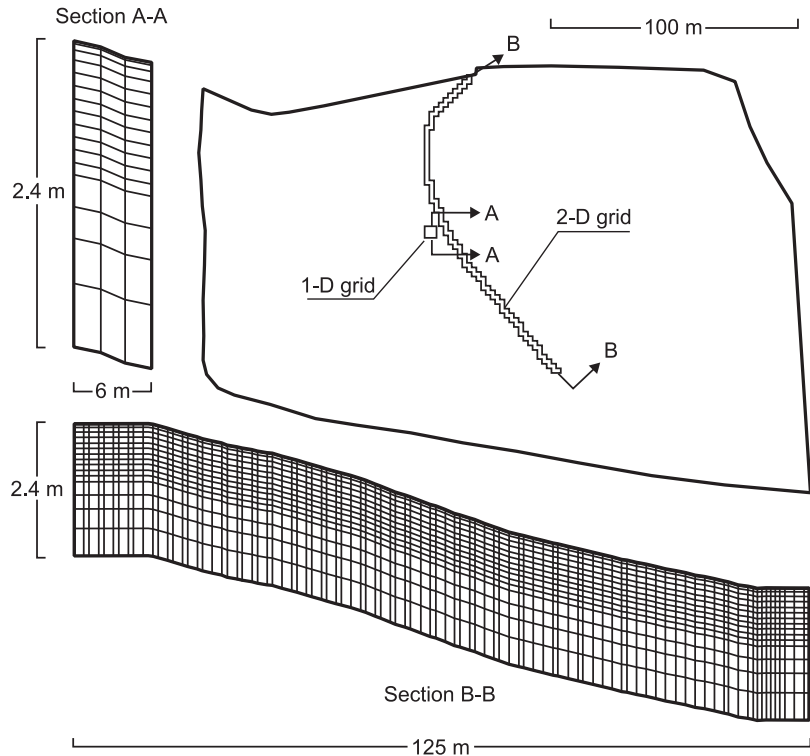 Section A-A
100 m
B
2.4 m
A
2-D grid
A
1-D grid
B
6 m
2.4 m
Section B-B
125 m